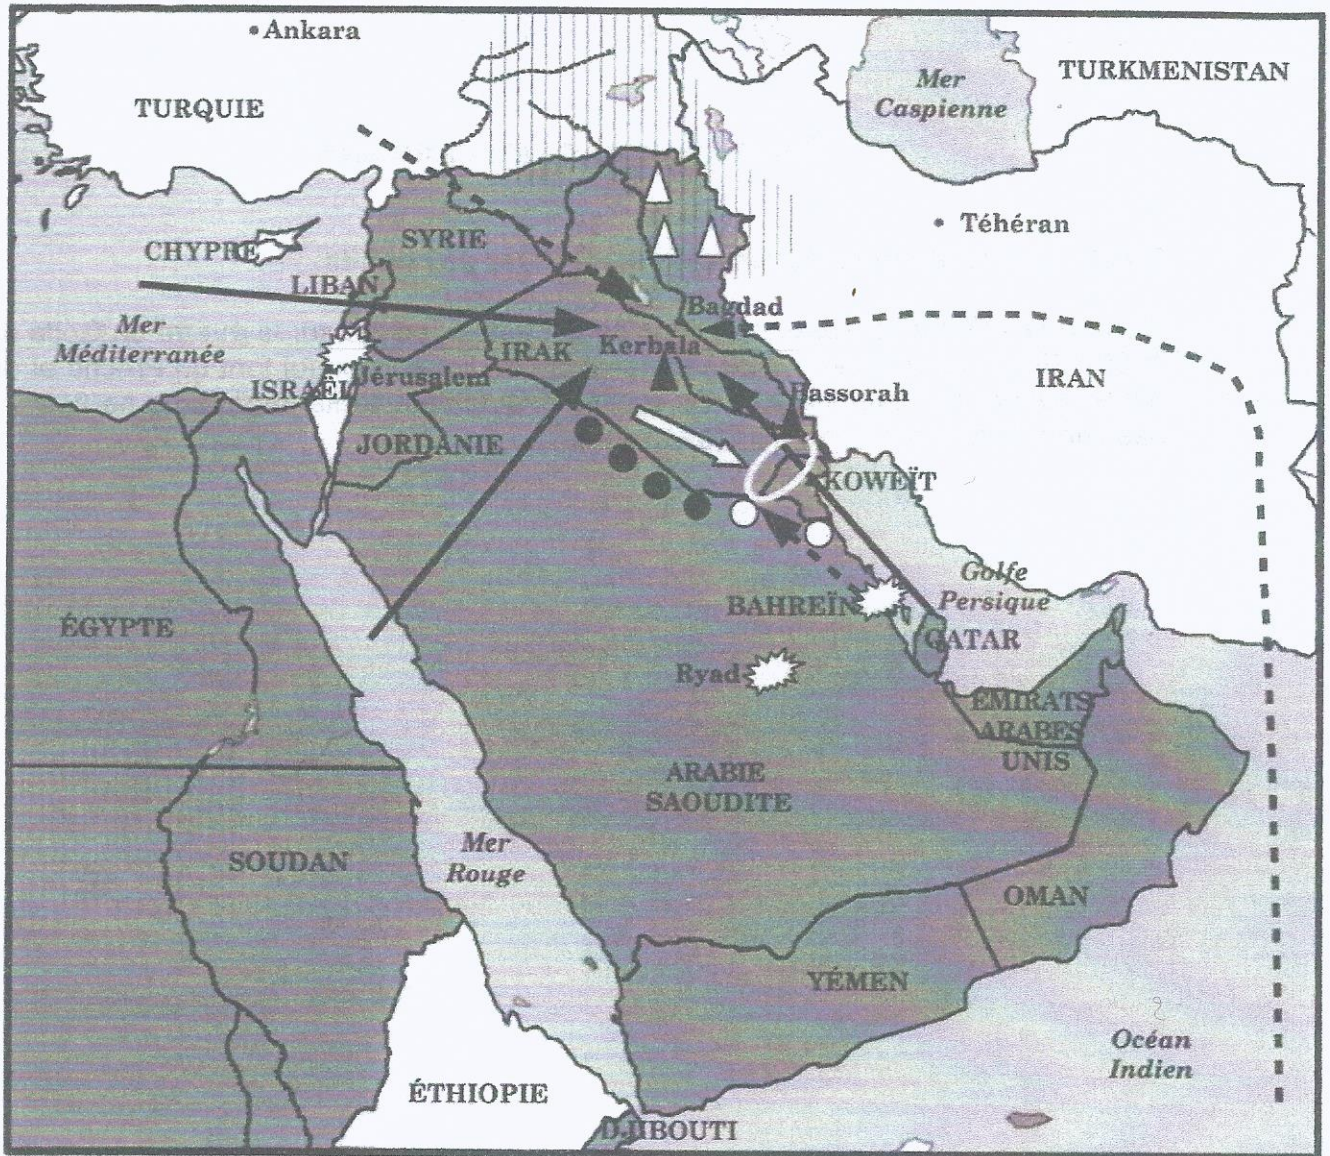 Ankara
TURQUIE
Mer
Caspienne
TURKMENISTAN
Téhéran
SYRIE
CHYPRE
LIBAN
Bagdad
Mer
Méditerranée
IRAK
Kerbala
ISRAËL
Jérusalem
IRAN
Bassorah
JORDANIE
KOWEÏT
Golfe
Persique
ÉGYPTE
BAHREÏN
QATAR
Ryad
ÉMIRATS
ARABES
UNIS
ARABIE
SAOUDITE
SOUDAN
Mer
Rouge
OMAN
YÉMEN
Océan
Indien
ÉTHIOPIE
DJIBOUTI